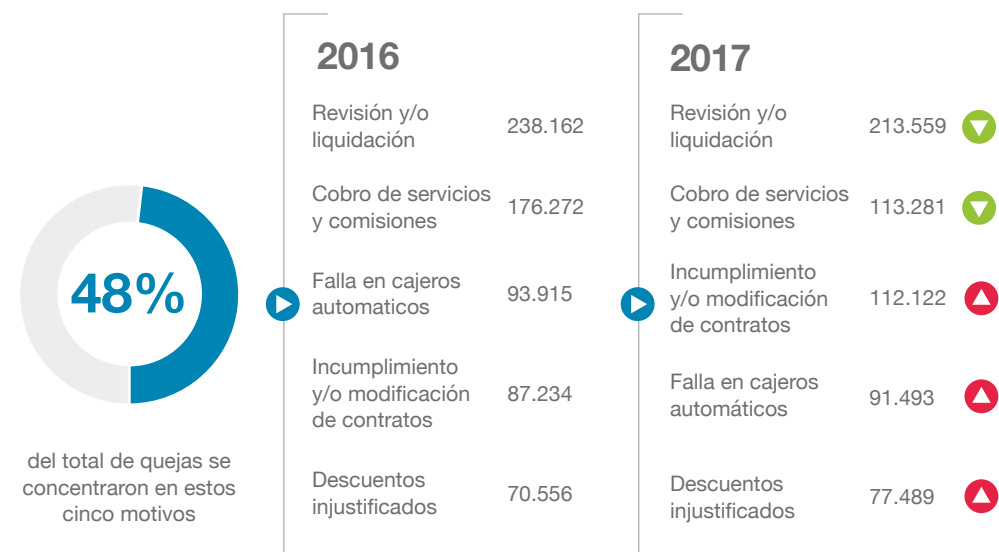 48%
del total de quejas se
concentraron en estos
cinco motivos
2016
Revisión y/o
liquidación
238.162
Cobro de servicios
y comisiones
176.272
Falla en cajeros
automaticos
93.915
Incumplimiento
y/o modificación
de contratos
87.234
Descuentos
injustificados
70.556
2017
Revisión y/o
liquidación
213.559
Cobro de servicios
y comisiones
113.281
Incumplimiento
y/o modificación
de contratos
112.122
Falla en cajeros
automáticos
91.493
Descuentos
injustificados
77.489